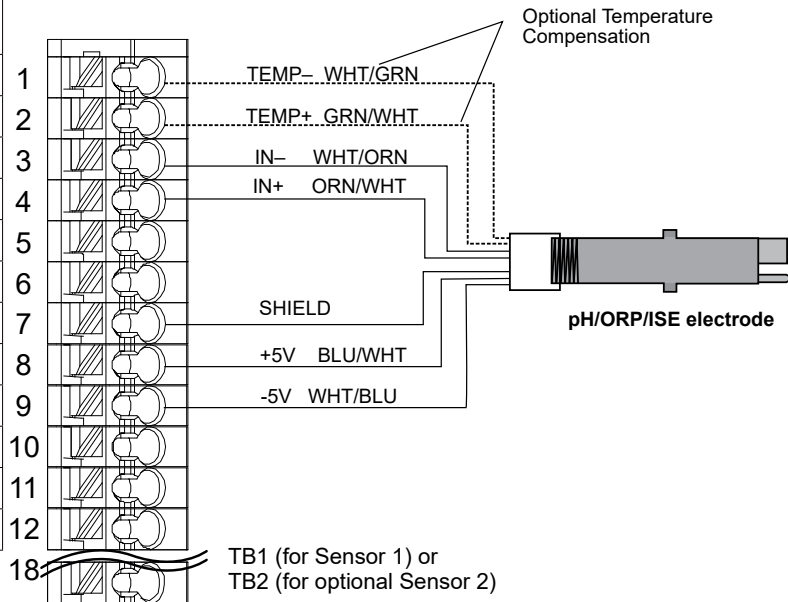 Optional Temperature
Compensation
1 TEMP– WHT/GRN
2 TEMP+ GRN/WHT
3 IN– WHT/ORN
4 IN+ ORN/WHT
5
6
7 SHIELD
8 +5V BLU/WHT
9 -5V WHT/BLU
10
11
12
18
pH/ORP/ISE electrode
TB1 (for Sensor 1) or
TB2 (for optional Sensor 2)